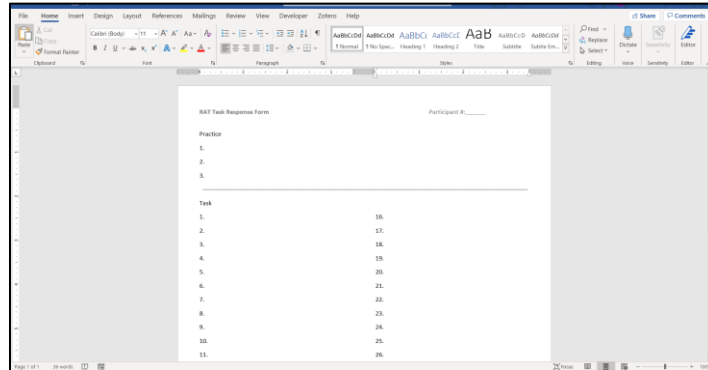 File Home Insert Design Layout References Mailings Review View Developer Zotero Help Share Comments
Paste
Cut
Copy
Format Painter
Clipboard
Calibri (Body) 11
Font
Paragraph
AaBbCcDd AaBbCcDd AaBbCc AaBbCcC AaB AaBbCcD AaBbCcDd
¶ Normal ¶ No Spac... Heading 1 Heading 2 Title Subtitle Subtle Em...
Styles
Find
Replace
Select
Editing
Dictate
Voice
Sensitivity
Sensitivity
Editor
Editor
RAT Task Response Form Participant #:______
Practice
1.
2.
3.
Task
1. 16.
2. 17.
3. 18.
4. 19.
5. 20.
6. 21.
7. 22.
8. 23.
9. 24.
10. 25.
11. 26.
Page 1 of 1 36 words Focus